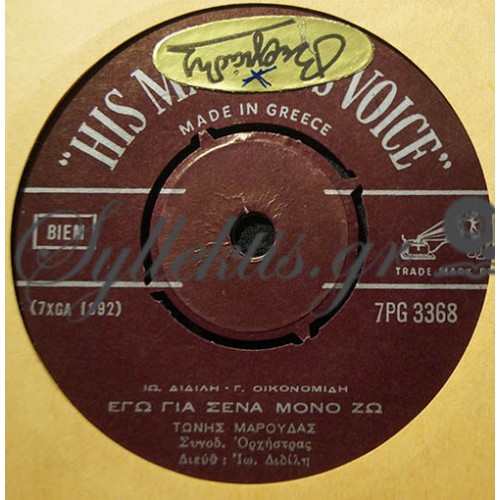 "HIS MASTER'S VOICE"
MADE IN GREECE
BIEM
Syllektis.gr
TRADE MARK
(7XGA 1892)
7PG 3368
ΙΩ. ΔΙΔΙΛΗ - Γ. ΟΙΚΟΝΟΜΙΔΗ
ΕΓΩ ΓΙΑ ΣΕΝΑ ΜΟΝΟ ΖΩ
ΤΩΝΗΣ ΜΑΡΟΥΔΑΣ
Συνοδ. Ὀρχήστρας
Διεύθ : Ἰω. Διδίλη